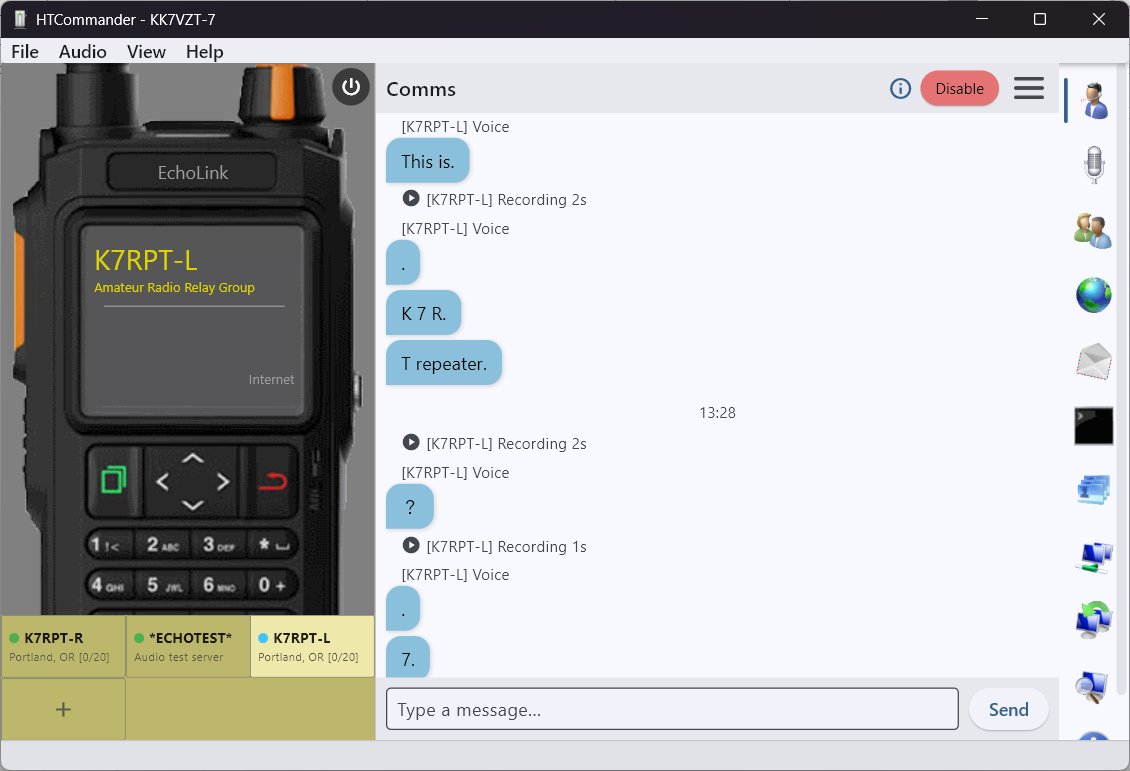 HTCommander - KK7VZT-7
File Audio View Help
EchoLink
K7RPT-L
Amateur Radio Relay Group
Internet
1 ! <
2 ABC
3 DEF
*
4 GHI
5 JKL
6 MNO
0 +
K7RPT-R
Portland, OR [0/20]
*ECHOTEST*
Audio test server
K7RPT-L
Portland, OR [0/20]
+
Comms
Disable
[K7RPT-L] Voice
This is.
[K7RPT-L] Recording 2s
[K7RPT-L] Voice
.
K 7 R.
T repeater.
13:28
[K7RPT-L] Recording 2s
[K7RPT-L] Voice
?
[K7RPT-L] Recording 1s
[K7RPT-L] Voice
.
7.
Type a message...
Send